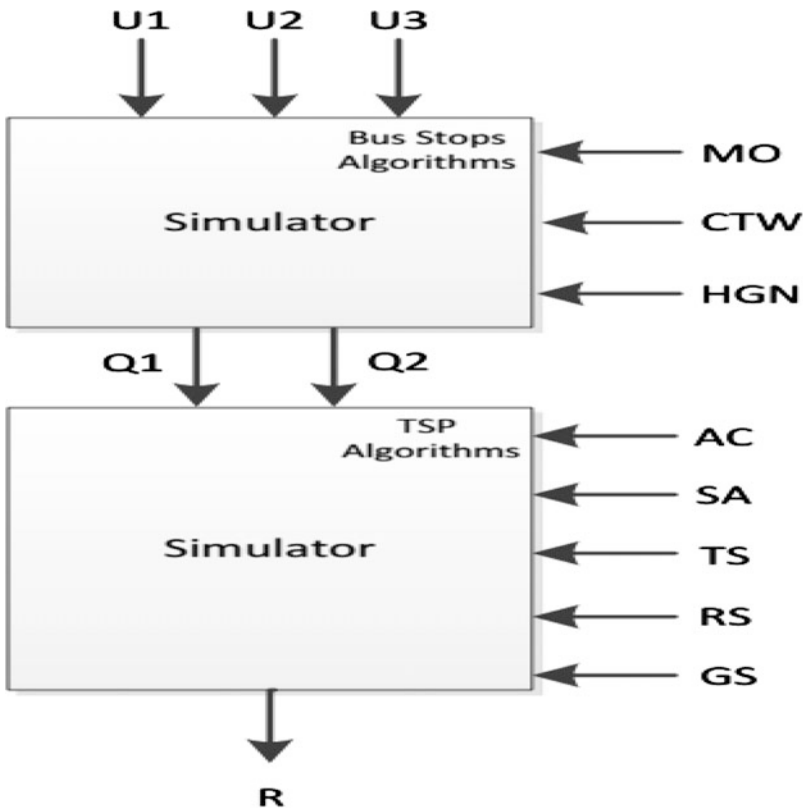 U1 U2 U3
Bus Stops
Algorithms
MO
Simulator
CTW
HGN
Q1 Q2
TSP
Algorithms
AC
SA
Simulator
TS
RS
GS
R